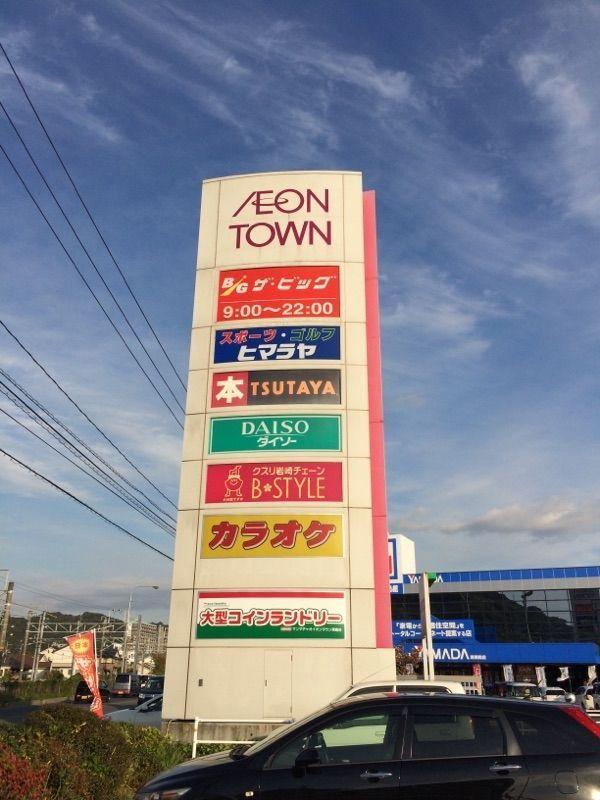 ÆON
TOWN
BIG ザ・ビッグ
9:00～22:00
スポーツ・ゴルフ
ヒマラヤ
本 TSUTAYA
DAISO
ダイソー
クスリ岩崎チェーン
B*STYLE
カラオケ
大型コインランドリー
YAMADA